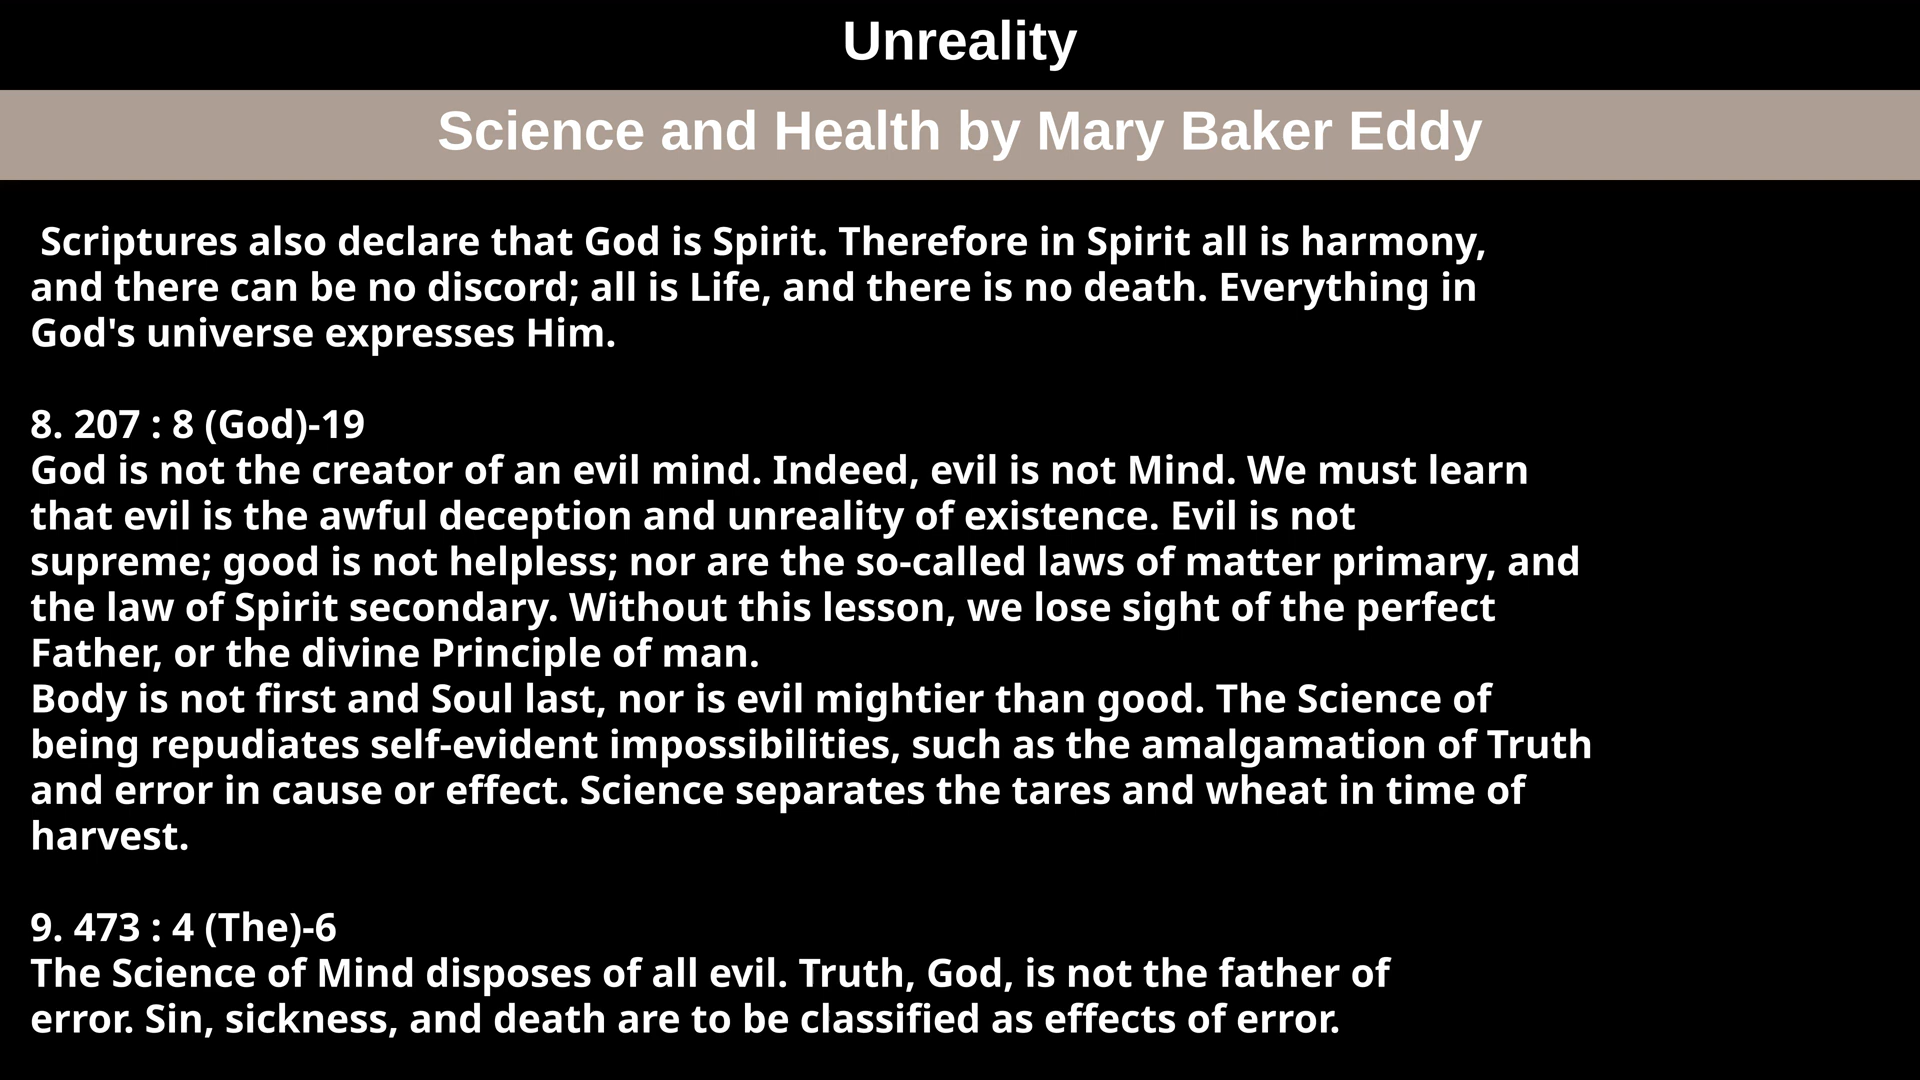 Unreality
Science and Health by Mary Baker Eddy
Scriptures also declare that God is Spirit. Therefore in Spirit all is harmony,
and there can be no discord; all is Life, and there is no death. Everything in
God's universe expresses Him.
8. 207 : 8 (God)-19
God is not the creator of an evil mind. Indeed, evil is not Mind. We must learn
that evil is the awful deception and unreality of existence. Evil is not
supreme; good is not helpless; nor are the so-called laws of matter primary, and
the law of Spirit secondary. Without this lesson, we lose sight of the perfect
Father, or the divine Principle of man.
Body is not first and Soul last, nor is evil mightier than good. The Science of
being repudiates self-evident impossibilities, such as the amalgamation of Truth
and error in cause or effect. Science separates the tares and wheat in time of
harvest.
9. 473 : 4 (The)-6
The Science of Mind disposes of all evil. Truth, God, is not the father of
error. Sin, sickness, and death are to be classified as effects of error.